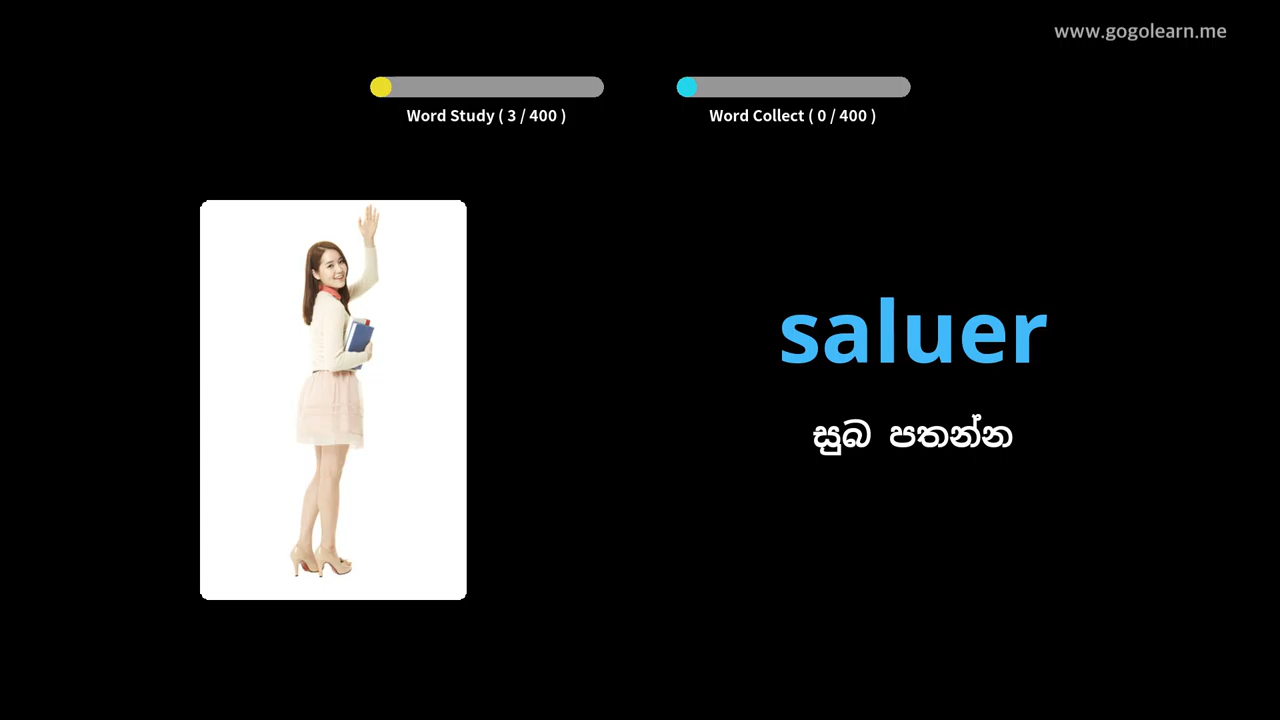 www.gogolearn.me
Word Study ( 3 / 400 )
Word Collect ( 0 / 400 )
saluer
සුබ පතන්න